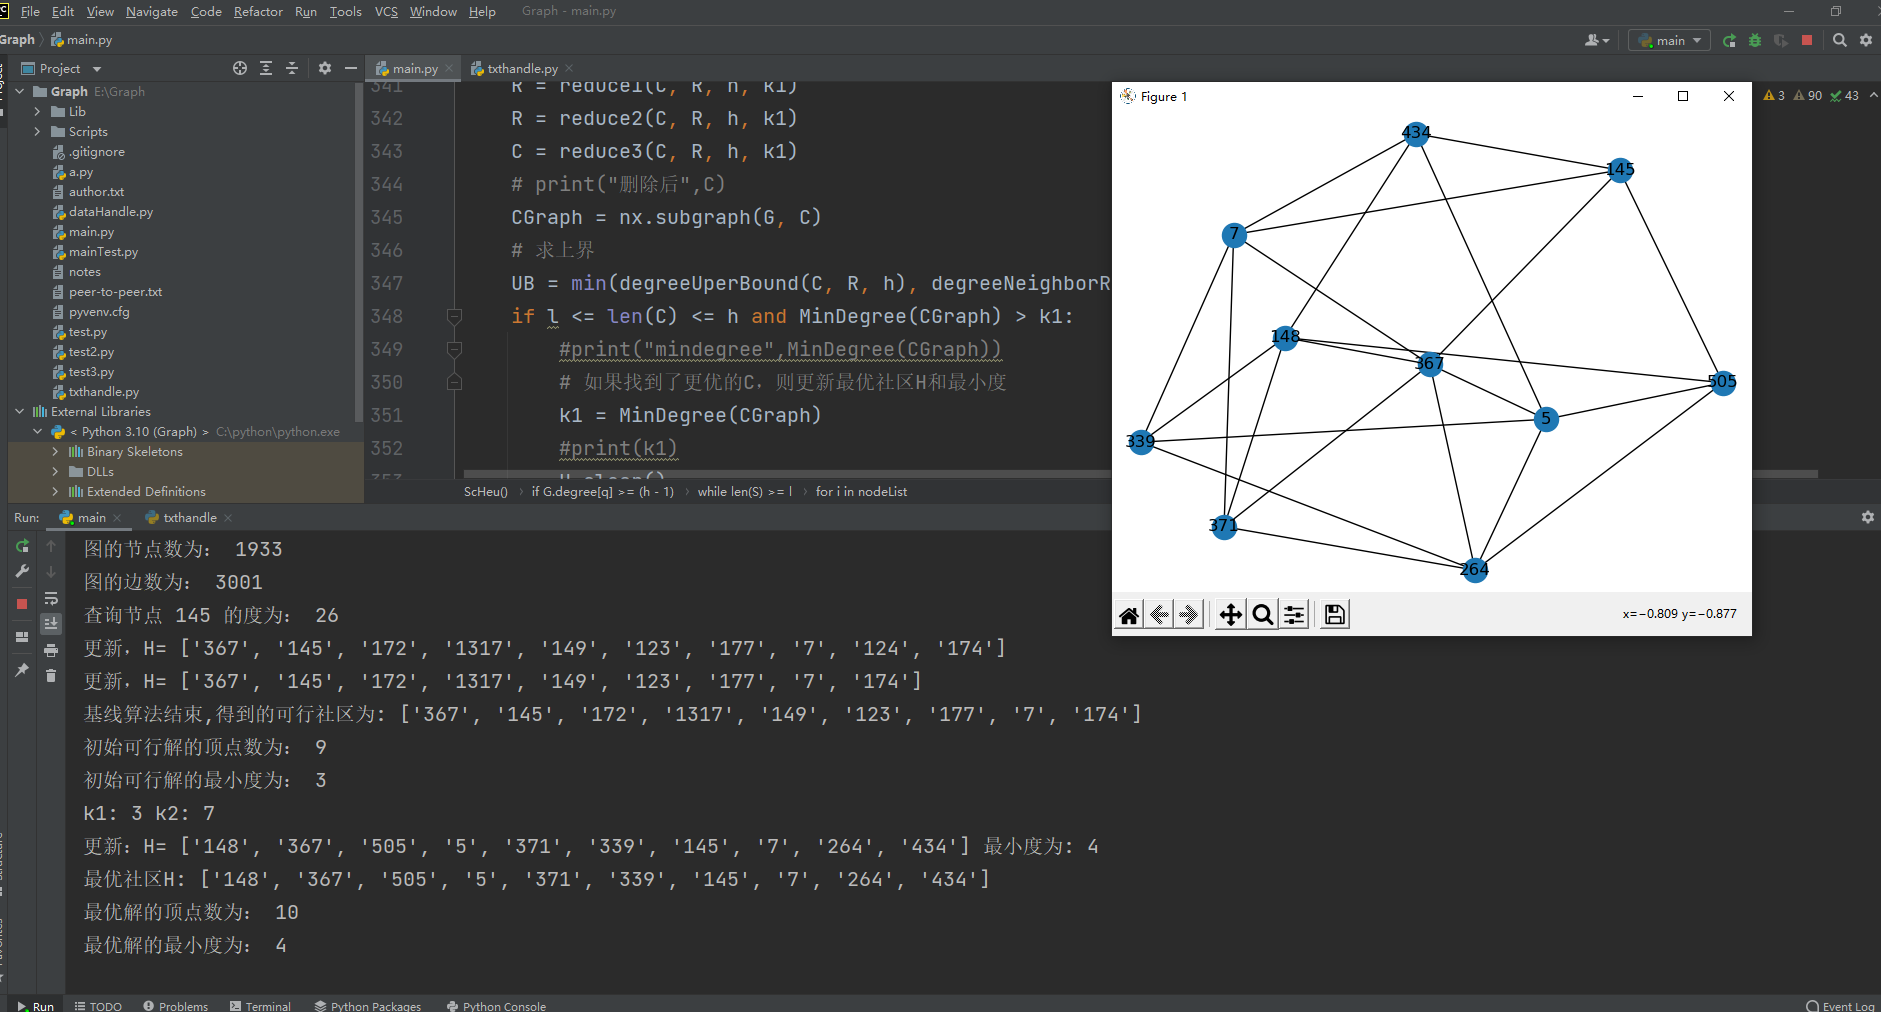 File Edit View Navigate Code Refactor Run Tools VCS Window Help Graph - main.py
Graph main.py
main
Project
main.py
txthandle.py
Graph E:\Graph
Lib
Scripts
.gitignore
a.py
author.txt
dataHandle.py
main.py
mainTest.py
notes
peer-to-peer.txt
pyvenv.cfg
test.py
test2.py
test3.py
txthandle.py
External Libraries
< Python 3.10 (Graph) > C:\python\python.exe
Binary Skeletons
DLLs
Extended Definitions
341 R = reduce1(C, R, h, k1)
342 R = reduce2(C, R, h, k1)
343 C = reduce3(C, R, h, k1)
344 # print("删除后",C)
345 CGraph = nx.subgraph(G, C)
346 # 求上界
347 UB = min(degreeUperBound(C, R, h), degreeNeighborR
348 if l <= len(C) <= h and MinDegree(CGraph) > k1:
349 #print("mindegree",MinDegree(CGraph))
350 # 如果找到了更优的C，则更新最优社区H和最小度
351 k1 = MinDegree(CGraph)
352 #print(k1)
ScHeu() if G.degree[q] >= (h - 1) while len(S) >= l for i in nodeList
3 90 43
Figure 1
434
145
7
148
367
505
5
339
371
264
x=−0.809 y=−0.877
Run: main txthandle
图的节点数为： 1933
图的边数为： 3001
查询节点 145 的度为： 26
更新，H= ['367', '145', '172', '1317', '149', '123', '177', '7', '124', '174']
更新，H= ['367', '145', '172', '1317', '149', '123', '177', '7', '174']
基线算法结束,得到的可行社区为: ['367', '145', '172', '1317', '149', '123', '177', '7', '174']
初始可行解的顶点数为： 9
初始可行解的最小度为： 3
k1: 3 k2: 7
更新：H= ['148', '367', '505', '5', '371', '339', '145', '7', '264', '434'] 最小度为: 4
最优社区H: ['148', '367', '505', '5', '371', '339', '145', '7', '264', '434']
最优解的顶点数为： 10
最优解的最小度为： 4
Run TODO Problems Terminal Python Packages Python Console Event Log